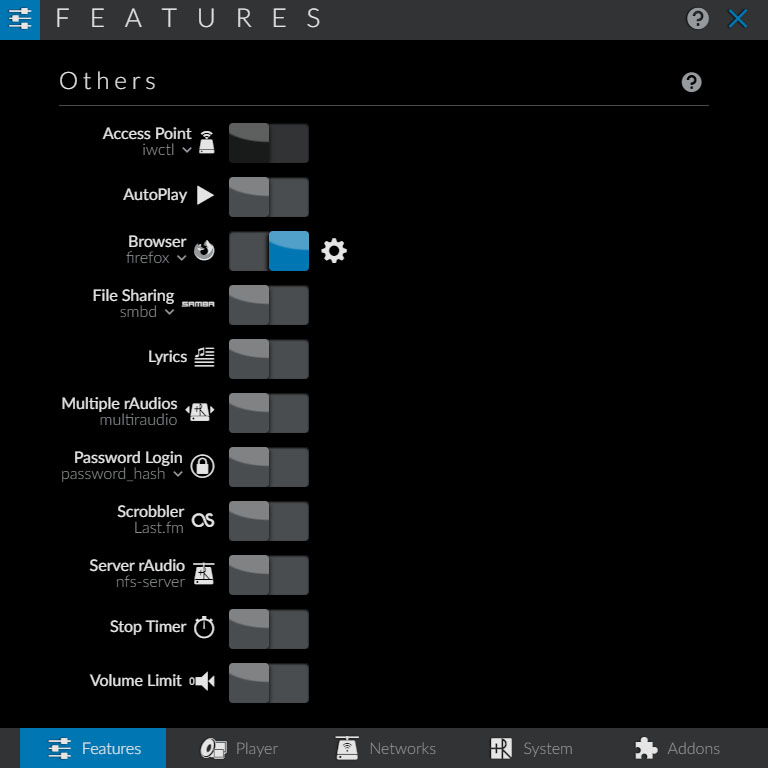 FEATURES
Others
Access Point
iwctl
AutoPlay
Browser
firefox
File Sharing
smbd
SAMBA
Lyrics
Multiple rAudios
multiraudio
Password Login
password_hash
Scrobbler
Last.fm
Server rAudio
nfs-server
Stop Timer
Volume Limit
Features Player Networks System Addons